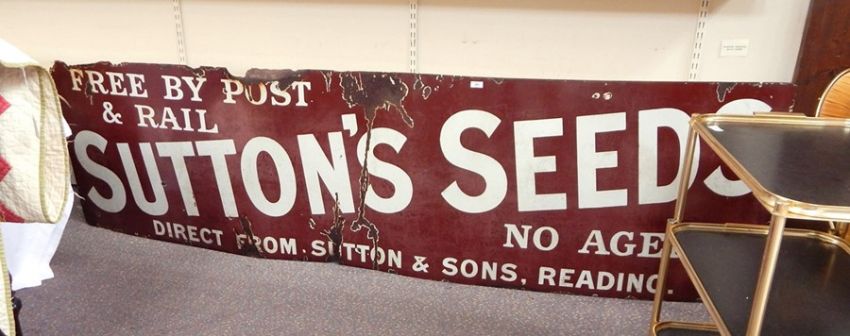 FREE BY POST
& RAIL
SUTTON'S SEEDS
NO AGE
DIRECT FROM SUTTON & SONS, READING.